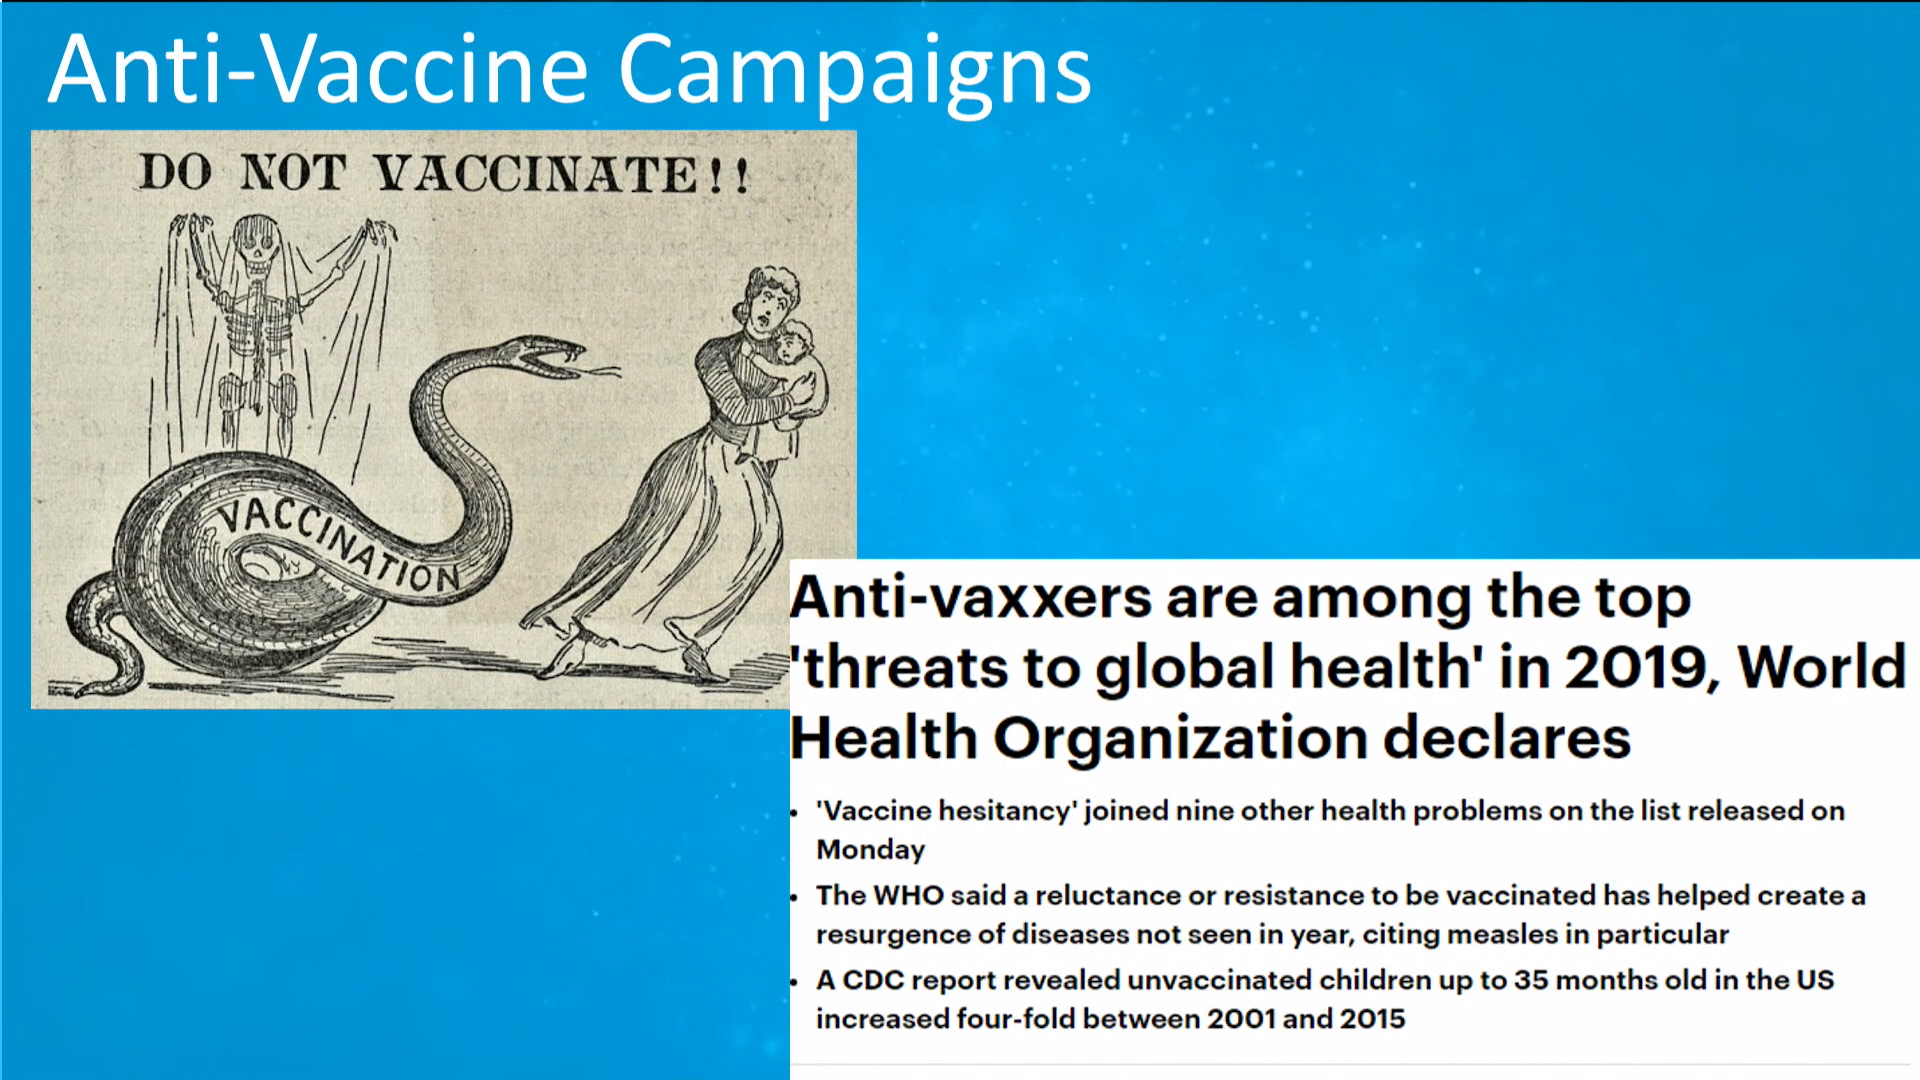 Anti-Vaccine Campaigns
DO NOT VACCINATE!!
VACCINATION
Anti-vaxxers are among the top
'threats to global health' in 2019, World
Health Organization declares
• 'Vaccine hesitancy' joined nine other health problems on the list released on
Monday
• The WHO said a reluctance or resistance to be vaccinated has helped create a
resurgence of diseases not seen in year, citing measles in particular
• A CDC report revealed unvaccinated children up to 35 months old in the US
increased four-fold between 2001 and 2015